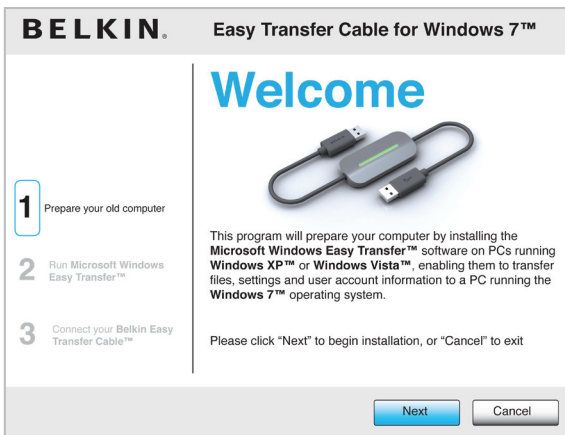 BELKIN®
Easy Transfer Cable for Windows 7™
Welcome
1 Prepare your old computer
2 Run Microsoft Windows
Easy Transfer™
3 Connect your Belkin Easy
Transfer Cable™
This program will prepare your computer by installing the
Microsoft Windows Easy Transfer™ software on PCs running
Windows XP™ or Windows Vista™, enabling them to transfer
files, settings and user account information to a PC running the
Windows 7™ operating system.
Please click “Next” to begin installation, or “Cancel” to exit
Next
Cancel